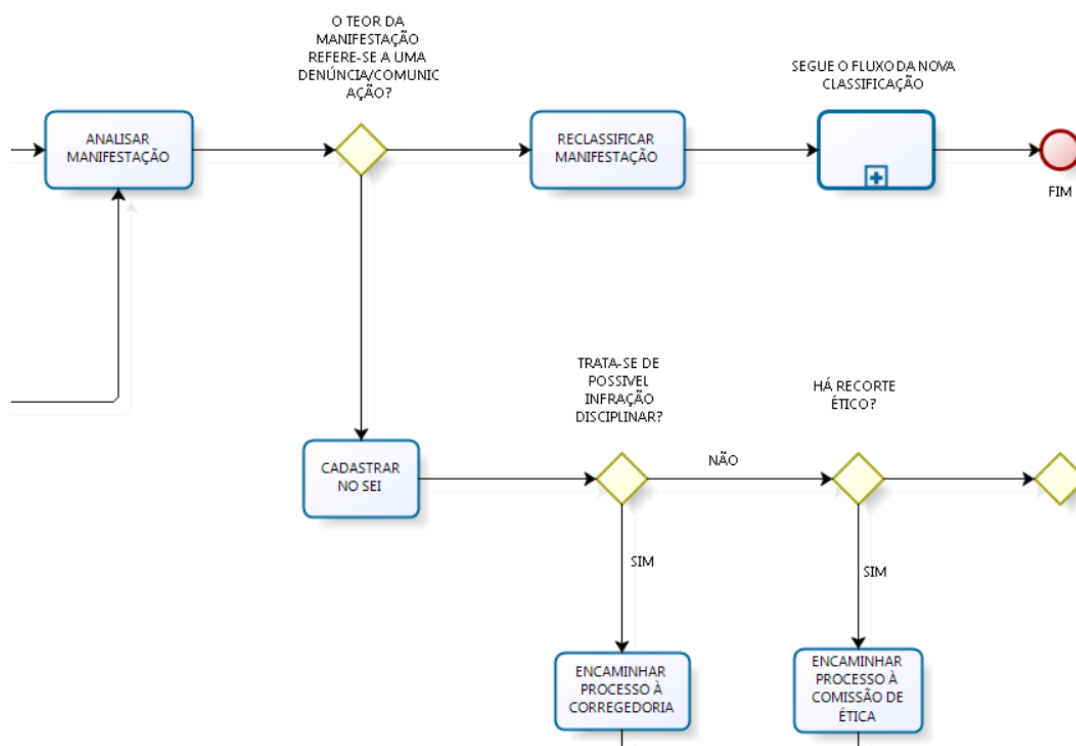 O TEOR DA
MANIFESTAÇÃO
REFERE-SE A UMA
DENÚNCIA/COMUNIC
AÇÃO?
SEGUE O FLUXO DA NOVA
CLASSIFICAÇÃO
ANALISAR
MANIFESTAÇÃO
RECLASSIFICAR
MANIFESTAÇÃO
FIM
TRATA-SE DE
POSSIVEL
INFRAÇÃO
DISCIPLINAR?
HÁ RECORTE
ÉTICO?
CADASTRAR
NO SEI
NÃO
SIM
SIM
ENCAMINHAR
PROCESSO À
CORREGEDORIA
ENCAMINHAR
PROCESSO À
COMISSÃO DE
ÉTICA